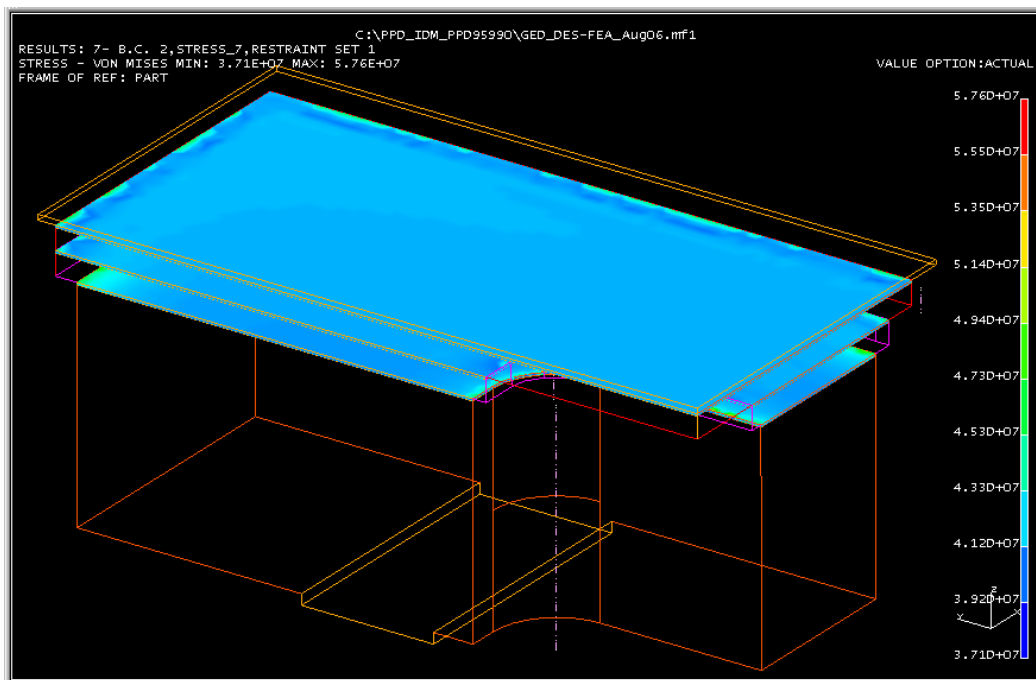 C:\PPD_IDM_PPD95990\GED_DES-FEA_Aug06.mf1
RESULTS: 7- B.C. 2,STRESS_7,RESTRAINT SET 1
STRESS - VON MISES MIN: 3.71E+07 MAX: 5.76E+07
FRAME OF REF: PART
VALUE OPTION:ACTUAL
5.76D+07
5.55D+07
5.35D+07
5.14D+07
4.94D+07
4.73D+07
4.53D+07
4.33D+07
4.12D+07
3.92D+07
3.71D+07
Z
Y
X